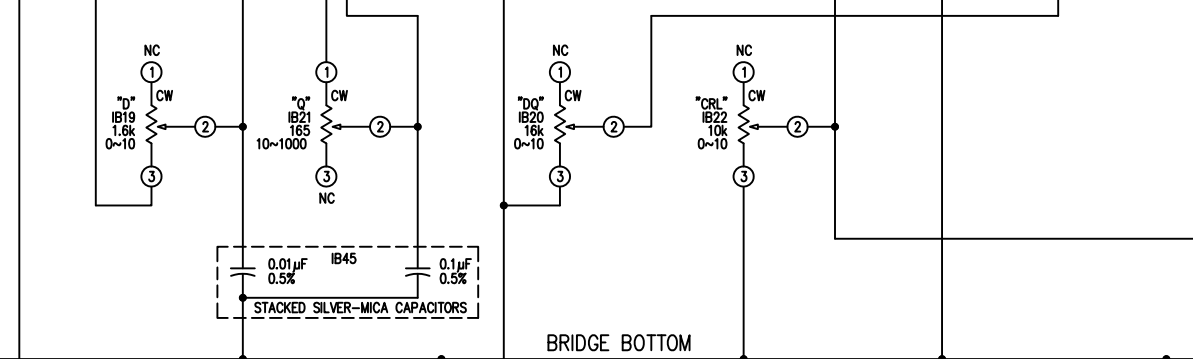 NC
1
CW
"D"
IB19
1.6k
0~10
2
3
1
CW
"Q"
IB21
165
10~1000
2
3
NC
NC
1
CW
"DQ"
IB20
16k
0~10
2
3
NC
1
CW
"CRL"
IB22
10k
0~10
2
3
0.01µF
0.5%
IB45
0.1µF
0.5%
STACKED SILVER-MICA CAPACITORS
BRIDGE BOTTOM